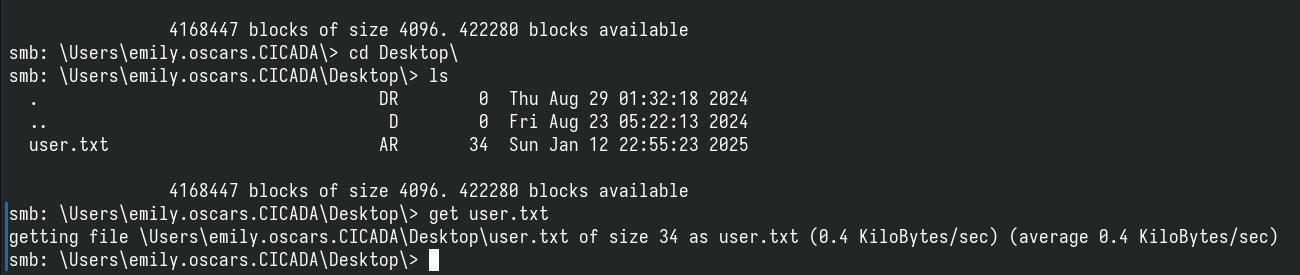 4168447 blocks of size 4096. 422280 blocks available
smb: \Users\emily.oscars.CICADA\> cd Desktop\
smb: \Users\emily.oscars.CICADA\Desktop\> ls
  .                                  DR        0  Thu Aug 29 01:32:18 2024
  ..                                  D        0  Fri Aug 23 05:22:13 2024
  user.txt                           AR       34  Sun Jan 12 22:55:23 2025
                4168447 blocks of size 4096. 422280 blocks available
smb: \Users\emily.oscars.CICADA\Desktop\> get user.txt
getting file \Users\emily.oscars.CICADA\Desktop\user.txt of size 34 as user.txt (0.4 KiloBytes/sec) (average 0.4 KiloBytes/sec)
smb: \Users\emily.oscars.CICADA\Desktop\>